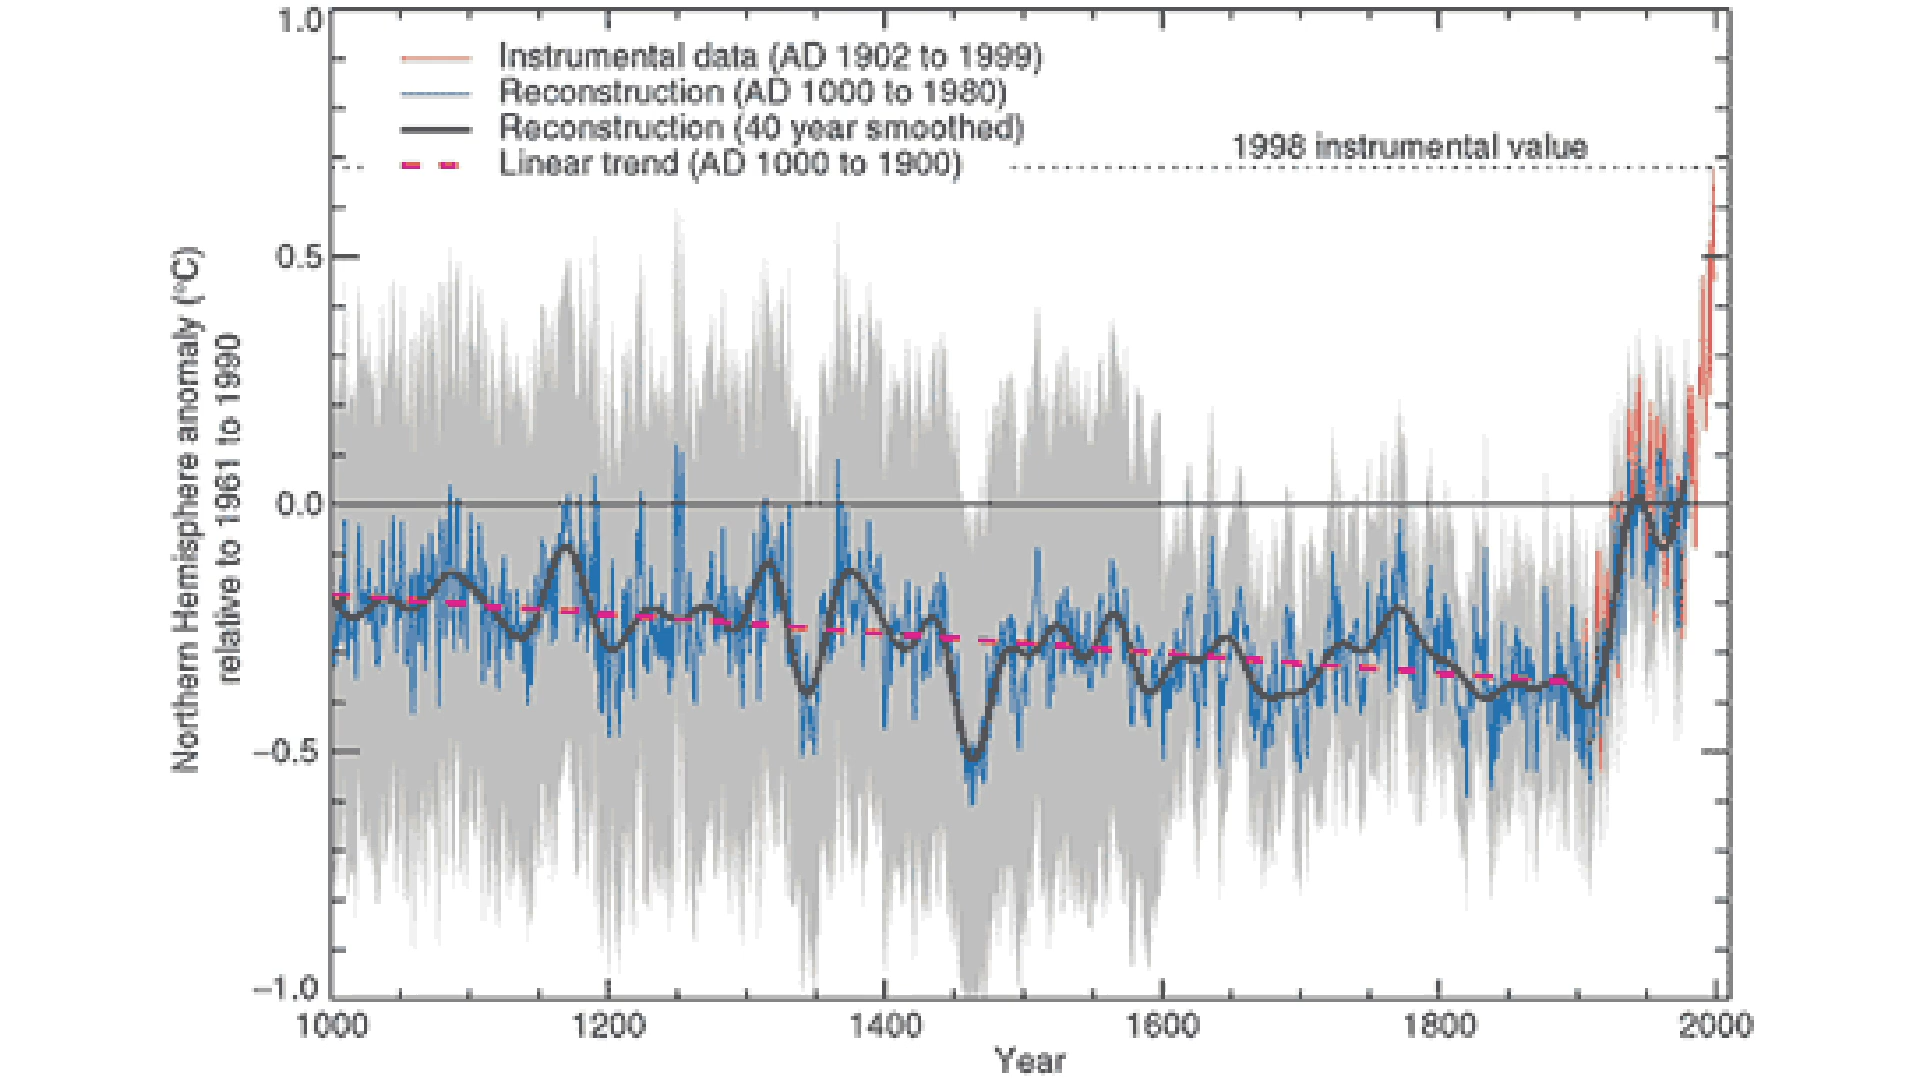 1.0
Instrumental data (AD 1902 to 1999)
Reconstruction (AD 1000 to 1980)
Reconstruction (40 year smoothed)
Linear trend (AD 1000 to 1900)
1998 instrumental value
0.5
0.0
−0.5
−1.0
Northern Hemisphere anomaly (°C)
relative to 1961 to 1990
1000
1200
1400
1600
1800
2000
Year